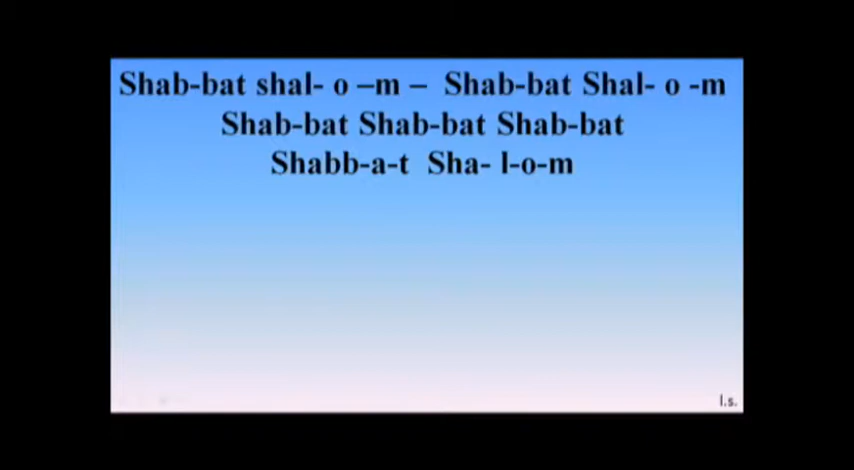 Shab-bat shal- o –m –  Shab-bat Shal- o -m
Shab-bat Shab-bat Shab-bat
Shabb-a-t  Sha- l-o-m
l.s.